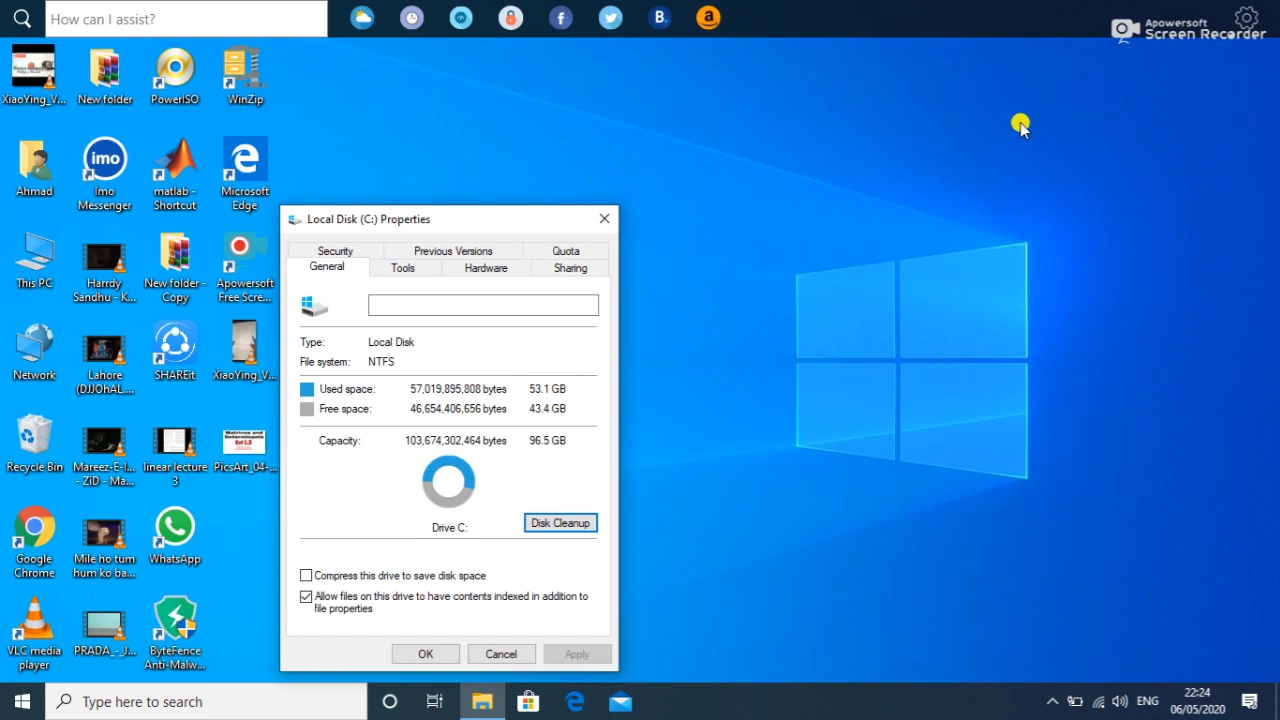 How can I assist?
B.
Apowersoft
Screen Recorder
XiaoYing_V...
New folder
PowerISO
WinZip
Ahmad
imo
Imo
Messenger
matlab -
Shortcut
Microsoft
Edge
This PC
Harrdy
Sandhu - K...
New folder -
Copy
Apowersoft
Free Scre...
Network
Lahore
(DJJOhAL....
SHAREit
XiaoYing_V...
Recycle Bin
Mareez-E-I...
- ZiD - Ma...
linear lecture
3
Matrices and
Determinants
PicsArt_04-...
Google
Chrome
Mile ho tum
hum ko ba...
WhatsApp
VLC media
player
PRADA_-_J...
ByteFence
Anti-Malw...
Local Disk (C:) Properties
Security
Previous Versions
Quota
General
Tools
Hardware
Sharing
Type: Local Disk
File system: NTFS
Used space: 57,019,895,808 bytes 53.1 GB
Free space: 46,654,406,656 bytes 43.4 GB
Capacity: 103,674,302,464 bytes 96.5 GB
Drive C:
Disk Cleanup
Compress this drive to save disk space
Allow files on this drive to have contents indexed in addition to
file properties
OK
Cancel
Apply
Type here to search
ENG
22:24
06/05/2020